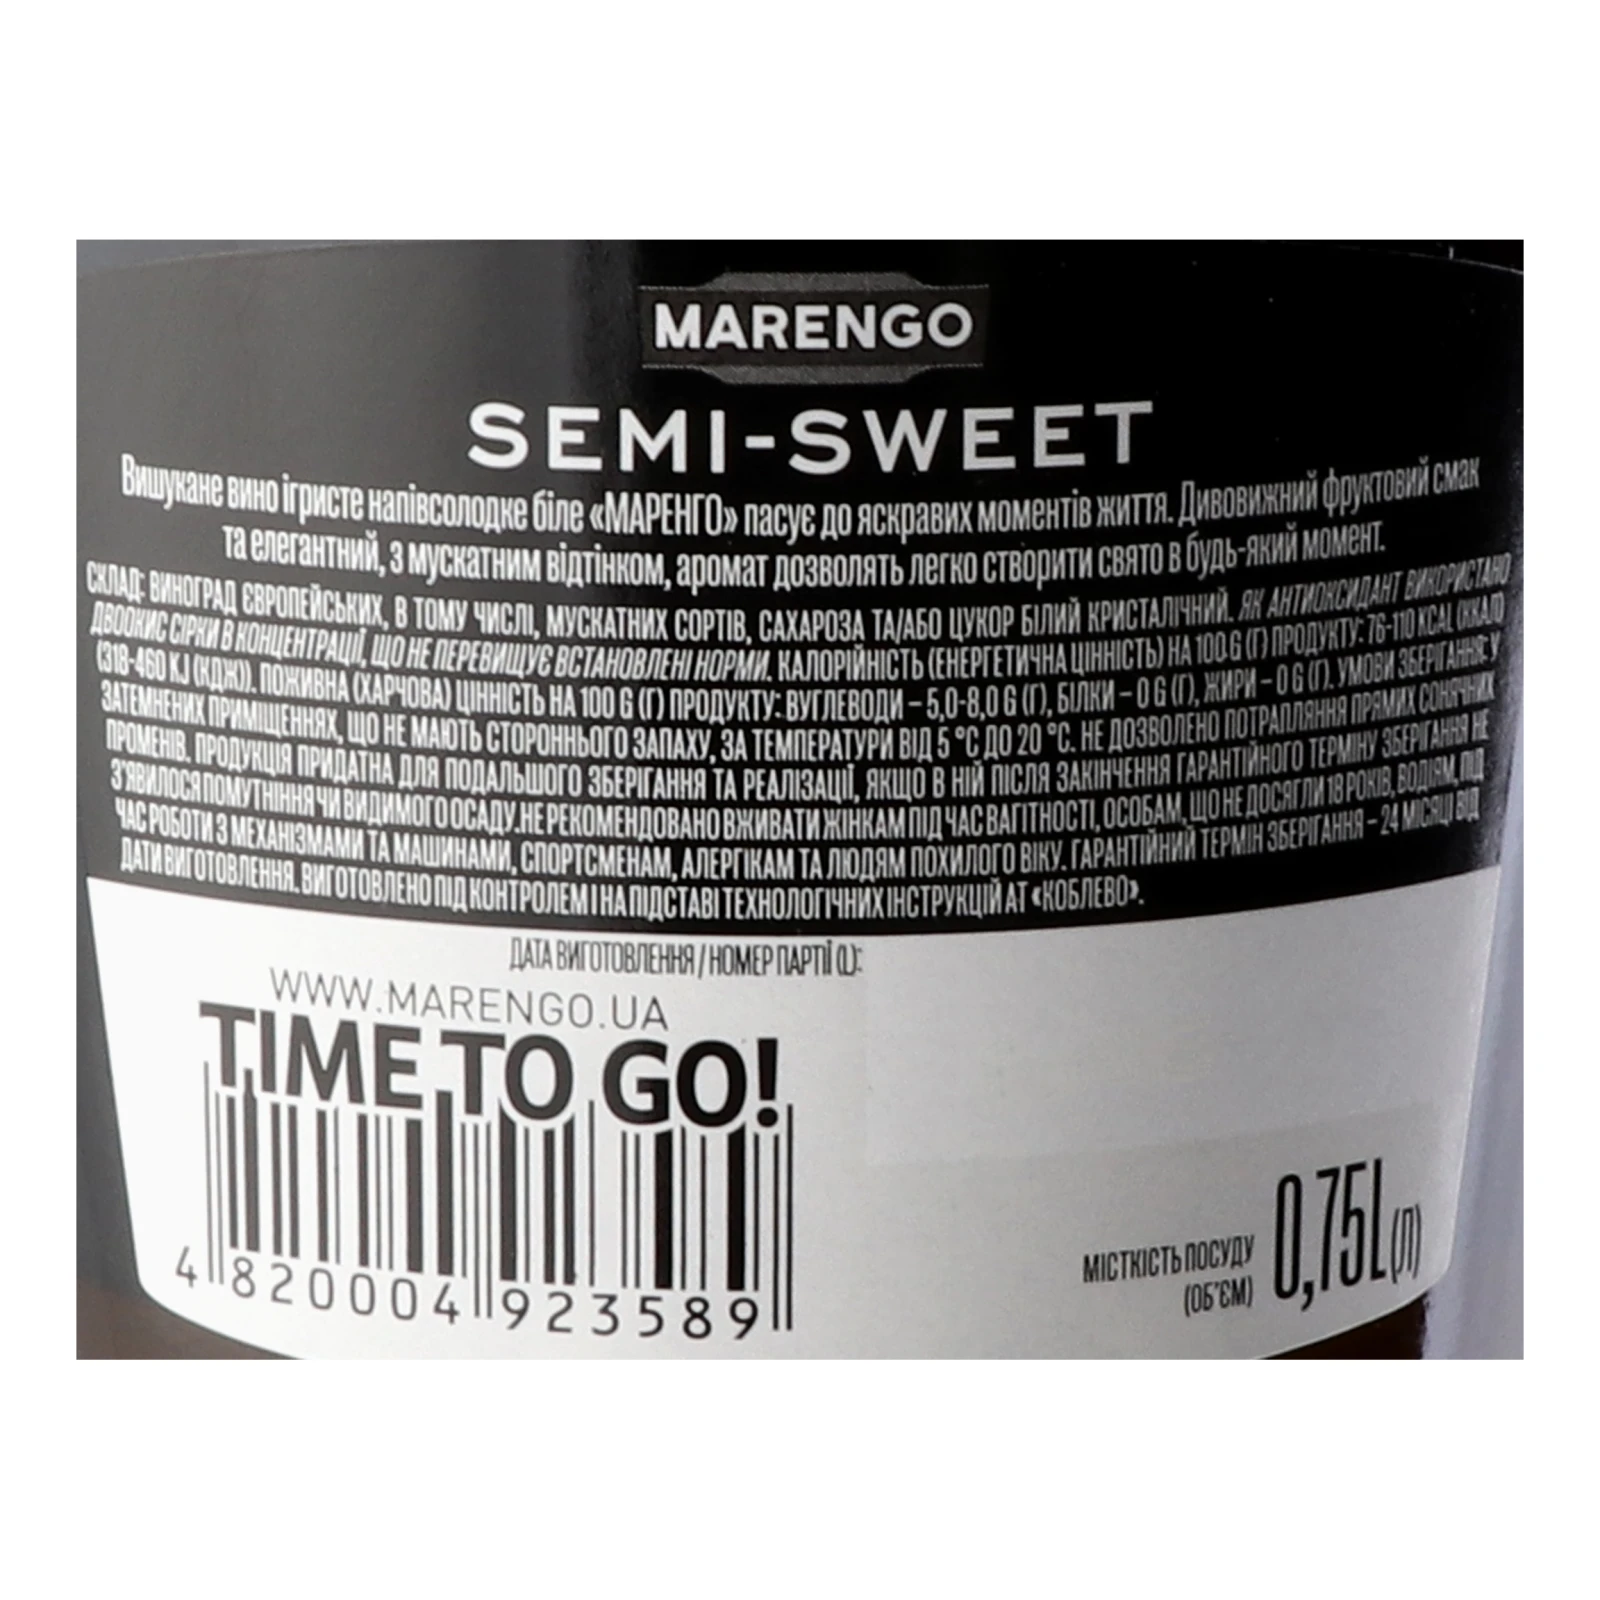 MARENGO
SEMI-SWEET
Вишукане вино ігристе напівсолодке біле «МАРЕНГО» пасує до яскравих моментів життя. Дивовижний фруктовий смак
та елегантний, з мускатним відтінком, аромат дозволять легко створити свято в будь-який момент.
СКЛАД: ВИНОГРАД ЄВРОПЕЙСЬКИХ, В ТОМУ ЧИСЛІ, МУСКАТНИХ СОРТІВ, САХАРОЗА ТА/АБО ЦУКОР БІЛИЙ КРИСТАЛІЧНИЙ. ЯК АНТИОКСИДАНТ ВИКОРИСТАНО
ДВООКИС СІРКИ В КОНЦЕНТРАЦІЇ, ЩО НЕ ПЕРЕВИЩУЄ ВСТАНОВЛЕНІ НОРМИ. КАЛОРІЙНІСТЬ (ЕНЕРГЕТИЧНА ЦІННІСТЬ) НА 100 G (Г) ПРОДУКТУ: 76-110 KCAL (ККАЛ)
(318-460 KJ (КДЖ)). ПОЖИВНА (ХАРЧОВА) ЦІННІСТЬ НА 100 G (Г) ПРОДУКТУ: ВУГЛЕВОДИ – 5,0-8,0 G (Г), БІЛКИ – 0 G (Г), ЖИРИ – 0 G (Г). УМОВИ ЗБЕРІГАННЯ: У
ЗАТЕМНЕНИХ ПРИМІЩЕННЯХ, ЩО НЕ МАЮТЬ СТОРОННЬОГО ЗАПАХУ, ЗА ТЕМПЕРАТУРИ ВІД 5 °C ДО 20 °C. НЕ ДОЗВОЛЕНО ПОТРАПЛЯННЯ ПРЯМИХ СОНЯЧНИХ
ПРОМЕНІВ. ПРОДУКЦІЯ ПРИДАТНА ДЛЯ ПОДАЛЬШОГО ЗБЕРІГАННЯ ТА РЕАЛІЗАЦІЇ, ЯКЩО В НІЙ ПІСЛЯ ЗАКІНЧЕННЯ ГАРАНТІЙНОГО ТЕРМІНУ ЗБЕРІГАННЯ НЕ
З'ЯВИЛОСЯ ПОМУТНІННЯ ЧИ ВИДИМОГО ОСАДУ. НЕ РЕКОМЕНДОВАНО ВЖИВАТИ ЖІНКАМ ПІД ЧАС ВАГІТНОСТІ, ОСОБАМ, ЩО НЕ ДОСЯГЛИ 18 РОКІВ, ВОДІЯМ, ПІД
ЧАС РОБОТИ З МЕХАНІЗМАМИ ТА МАШИНАМИ, СПОРТСМЕНАМ, АЛЕРГІКАМ ТА ЛЮДЯМ ПОХИЛОГО ВІКУ. ГАРАНТІЙНИЙ ТЕРМІН ЗБЕРІГАННЯ – 24 МІСЯЦІ ВІД
ДАТИ ВИГОТОВЛЕННЯ. ВИГОТОВЛЕНО ПІД КОНТРОЛЕМ І НА ПІДСТАВІ ТЕХНОЛОГІЧНИХ ІНСТРУКЦІЙ АТ «КОБЛЕВО».
ДАТА ВИГОТОВЛЕННЯ / НОМЕР ПАРТІЇ (L):
WWW.MARENGO.UA
TIME TO GO!
4 820004 923589
МІСТКІСТЬ ПОСУДУ
(ОБ'ЄМ)
0,75L (Л)